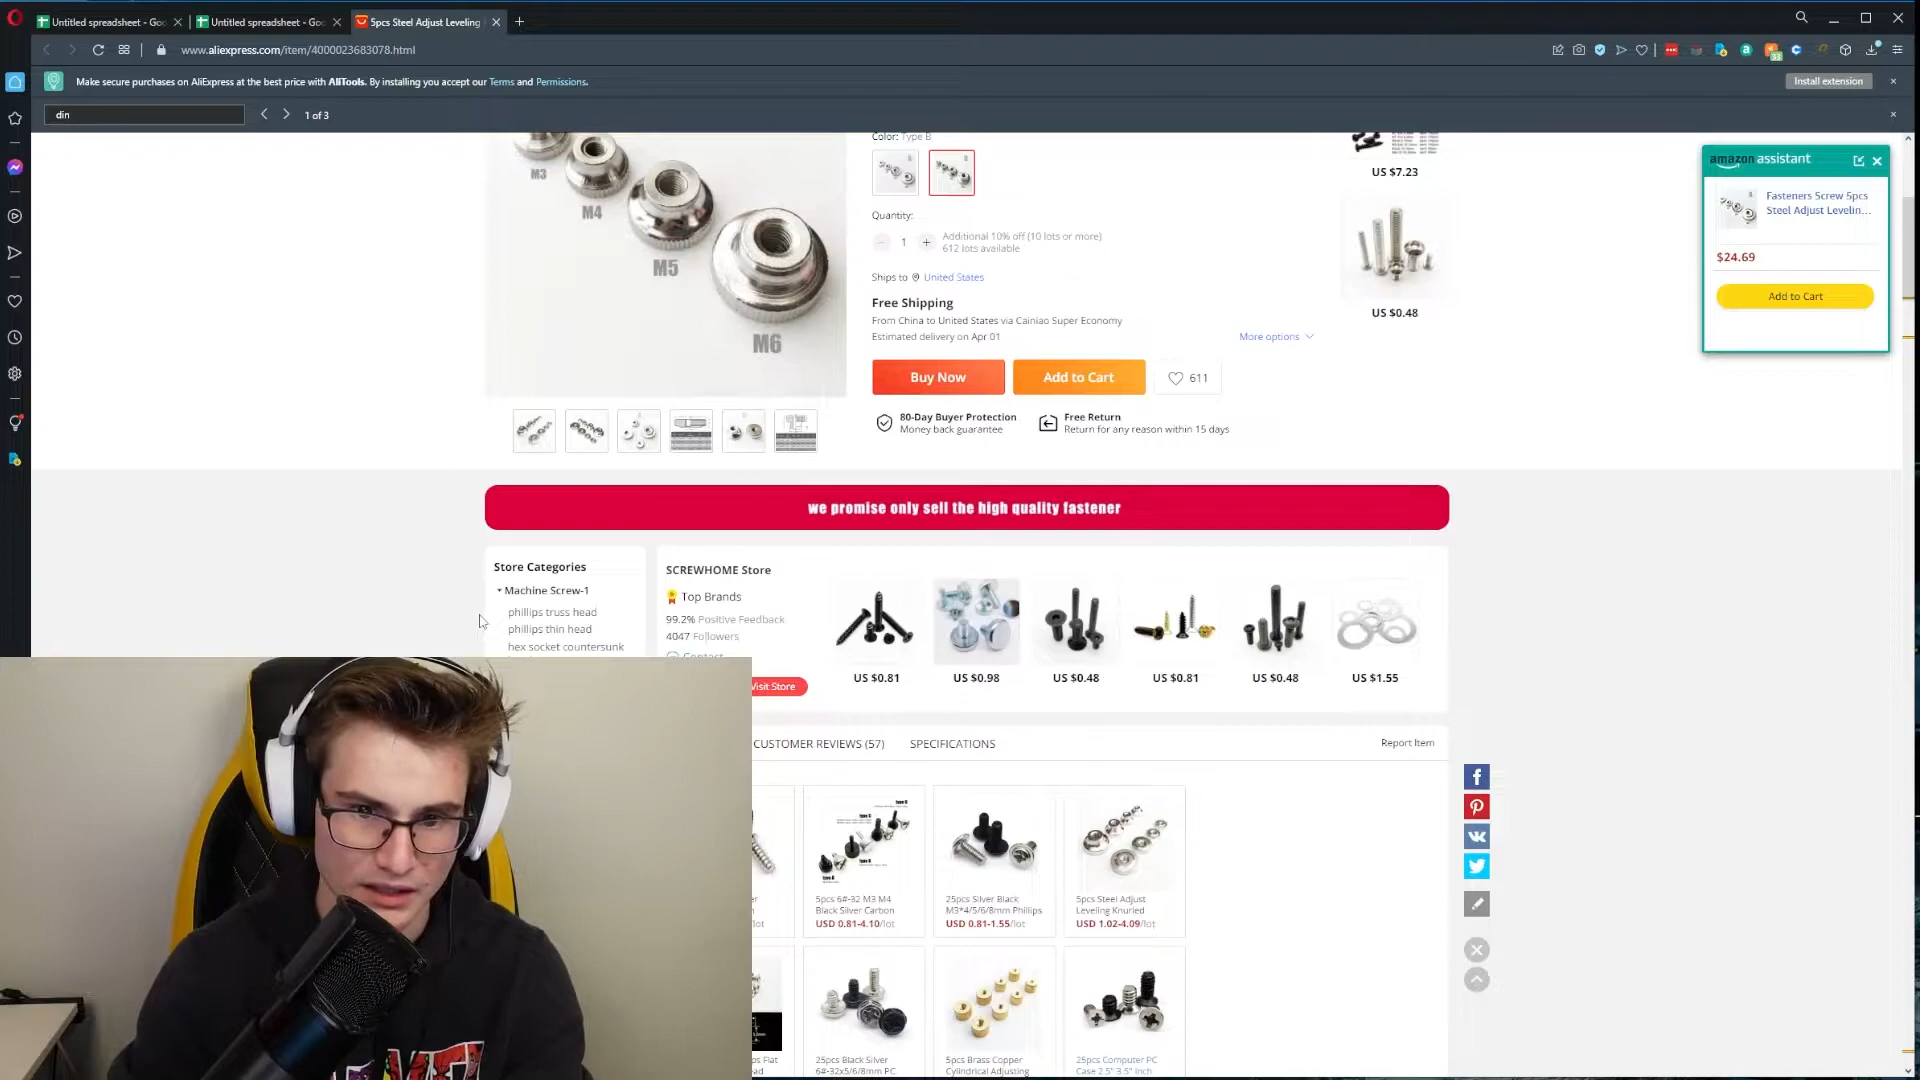 Untitled spreadsheet - Goo
Untitled spreadsheet - Goo
5pcs Steel Adjust Leveling
www.aliexpress.com/item/4000023683078.html
Make secure purchases on AliExpress at the best price with AliTools. By installing you accept our Terms and Permissions.
Install extension
din
1 of 3
M3
M4
M5
M6
Color: Type B
Quantity:
1
Additional 10% off (10 lots or more)
612 lots available
Ships to United States
Free Shipping
From China to United States via Cainiao Super Economy
Estimated delivery on Apr 01
More options
Buy Now
Add to Cart
611
80-Day Buyer Protection
Money back guarantee
Free Return
Return for any reason within 15 days
US $7.23
US $0.48
amazon assistant
Fasteners Screw 5pcs
Steel Adjust Levelin...
$24.69
Add to Cart
we promise only sell the high quality fastener
Store Categories
Machine Screw-1
phillips truss head
phillips thin head
hex socket countersunk
SCREWHOME Store
Top Brands
99.2% Positive Feedback
4047 Followers
Contact
Visit Store
US $0.81
US $0.98
US $0.48
US $0.81
US $0.48
US $1.55
CUSTOMER REVIEWS (57)
SPECIFICATIONS
Report Item
/lot
5pcs 6#-32 M3 M4
Black Silver Carbon
USD 0.81-4.10/lot
25pcs Silver Black
M3*4/5/6/8mm Phillips
USD 0.81-1.55/lot
5pcs Steel Adjust
Leveling Knurled
USD 1.02-4.09/lot
Flat
25pcs Black Silver
6#-32x5/6/8mm PC
5pcs Brass Copper
Cylindrical Adjusting
25pcs Computer PC
Case 2.5" 3.5" Inch